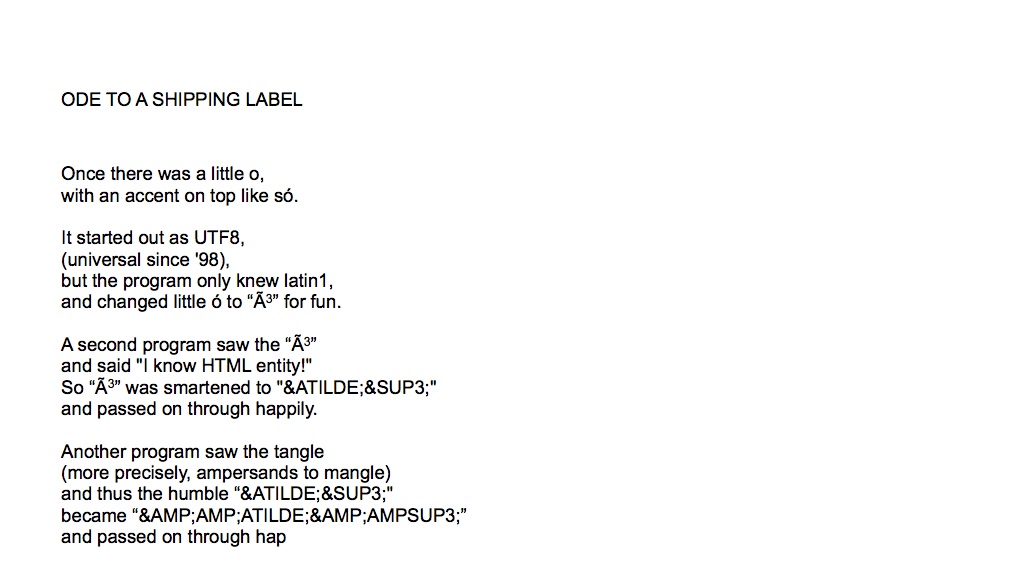 ODE TO A SHIPPING LABEL
Once there was a little o,
with an accent on top like só.
It started out as UTF8,
(universal since '98),
but the program only knew latin1,
and changed little ó to “Ã³” for fun.
A second program saw the “Ã³”
and said "I know HTML entity!"
So “Ã³” was smartened to "&ATILDE;&SUP3;"
and passed on through happily.
Another program saw the tangle
(more precisely, ampersands to mangle)
and thus the humble “&ATILDE;&SUP3;"
became “&AMP;AMP;ATILDE;&AMP;AMPSUP3;”
and passed on through hap